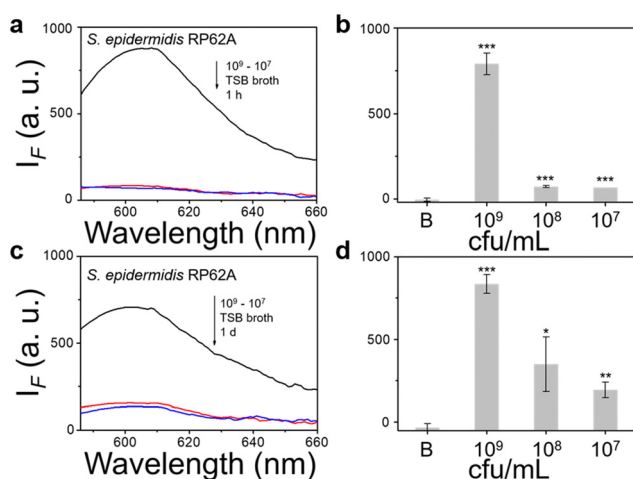 a
1000
500
0
I_F (a. u.)
S. epidermidis RP62A
10⁹ - 10⁷
TSB broth
1 h
600 620 640 660
Wavelength (nm)
b
1000
500
0
***
***
***
B 10⁹ 10⁸ 10⁷
cfu/mL
c
1000
500
0
I_F (a. u.)
S. epidermidis RP62A
10⁹ - 10⁷
TSB broth
1 d
600 620 640 660
Wavelength (nm)
d
1000
500
0
***
*
**
B 10⁹ 10⁸ 10⁷
cfu/mL